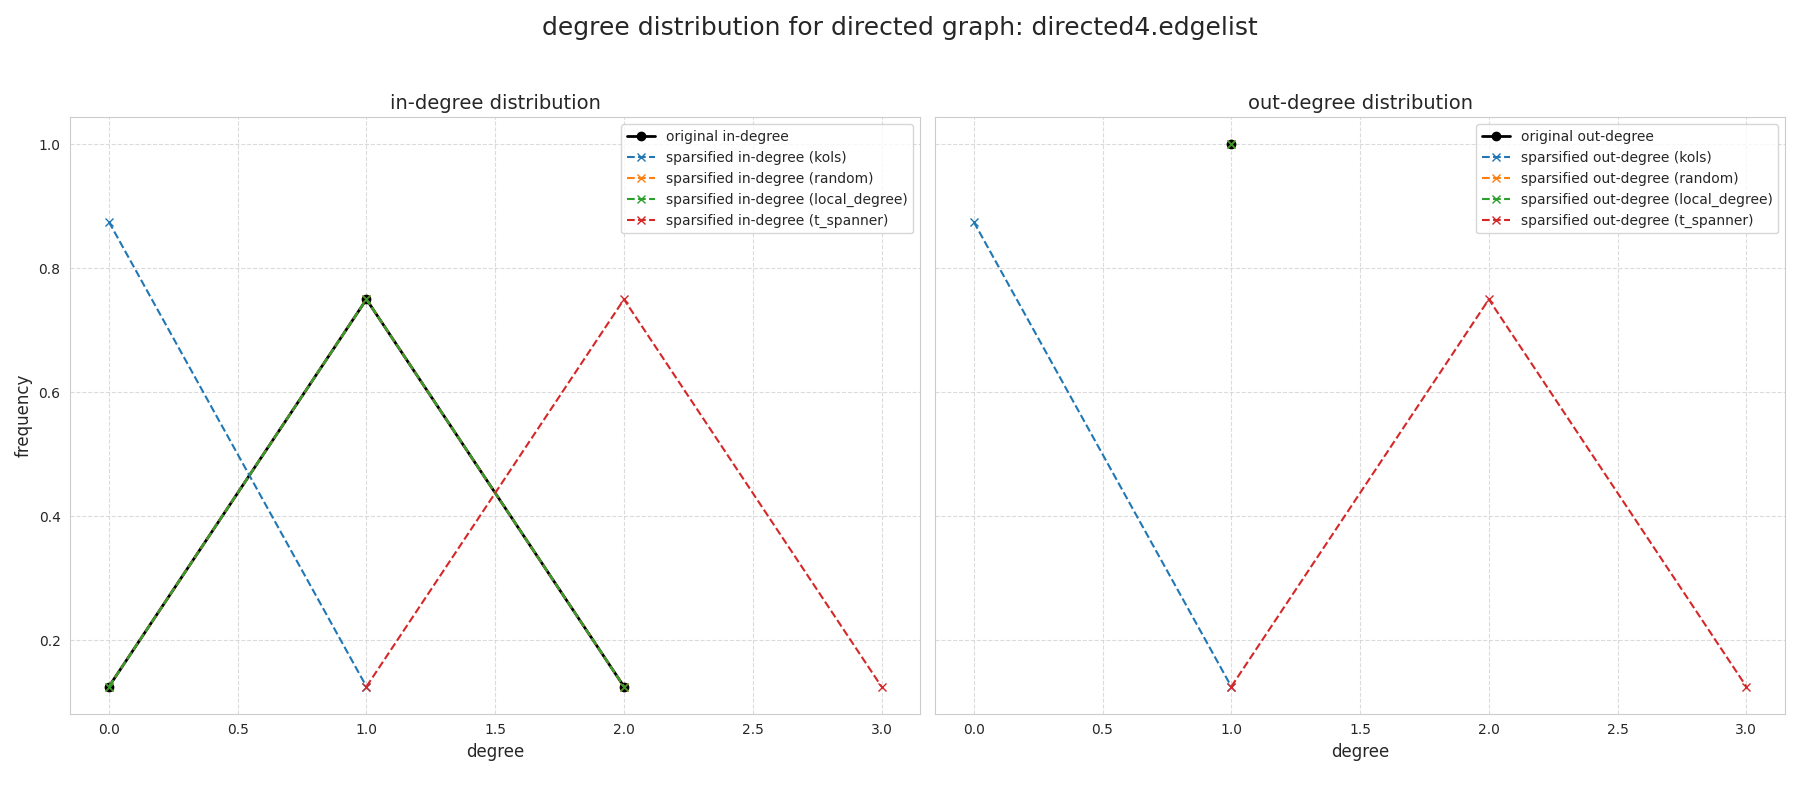 degree distribution for directed graph: directed4.edgelist
in-degree distribution
original in-degree
sparsified in-degree (kols)
sparsified in-degree (random)
sparsified in-degree (local_degree)
sparsified in-degree (t_spanner)
1.0
0.8
0.6
0.4
0.2
frequency
0.0 0.5 1.0 1.5 2.0 2.5 3.0
degree
out-degree distribution
original out-degree
sparsified out-degree (kols)
sparsified out-degree (random)
sparsified out-degree (local_degree)
sparsified out-degree (t_spanner)
0.0 0.5 1.0 1.5 2.0 2.5 3.0
degree